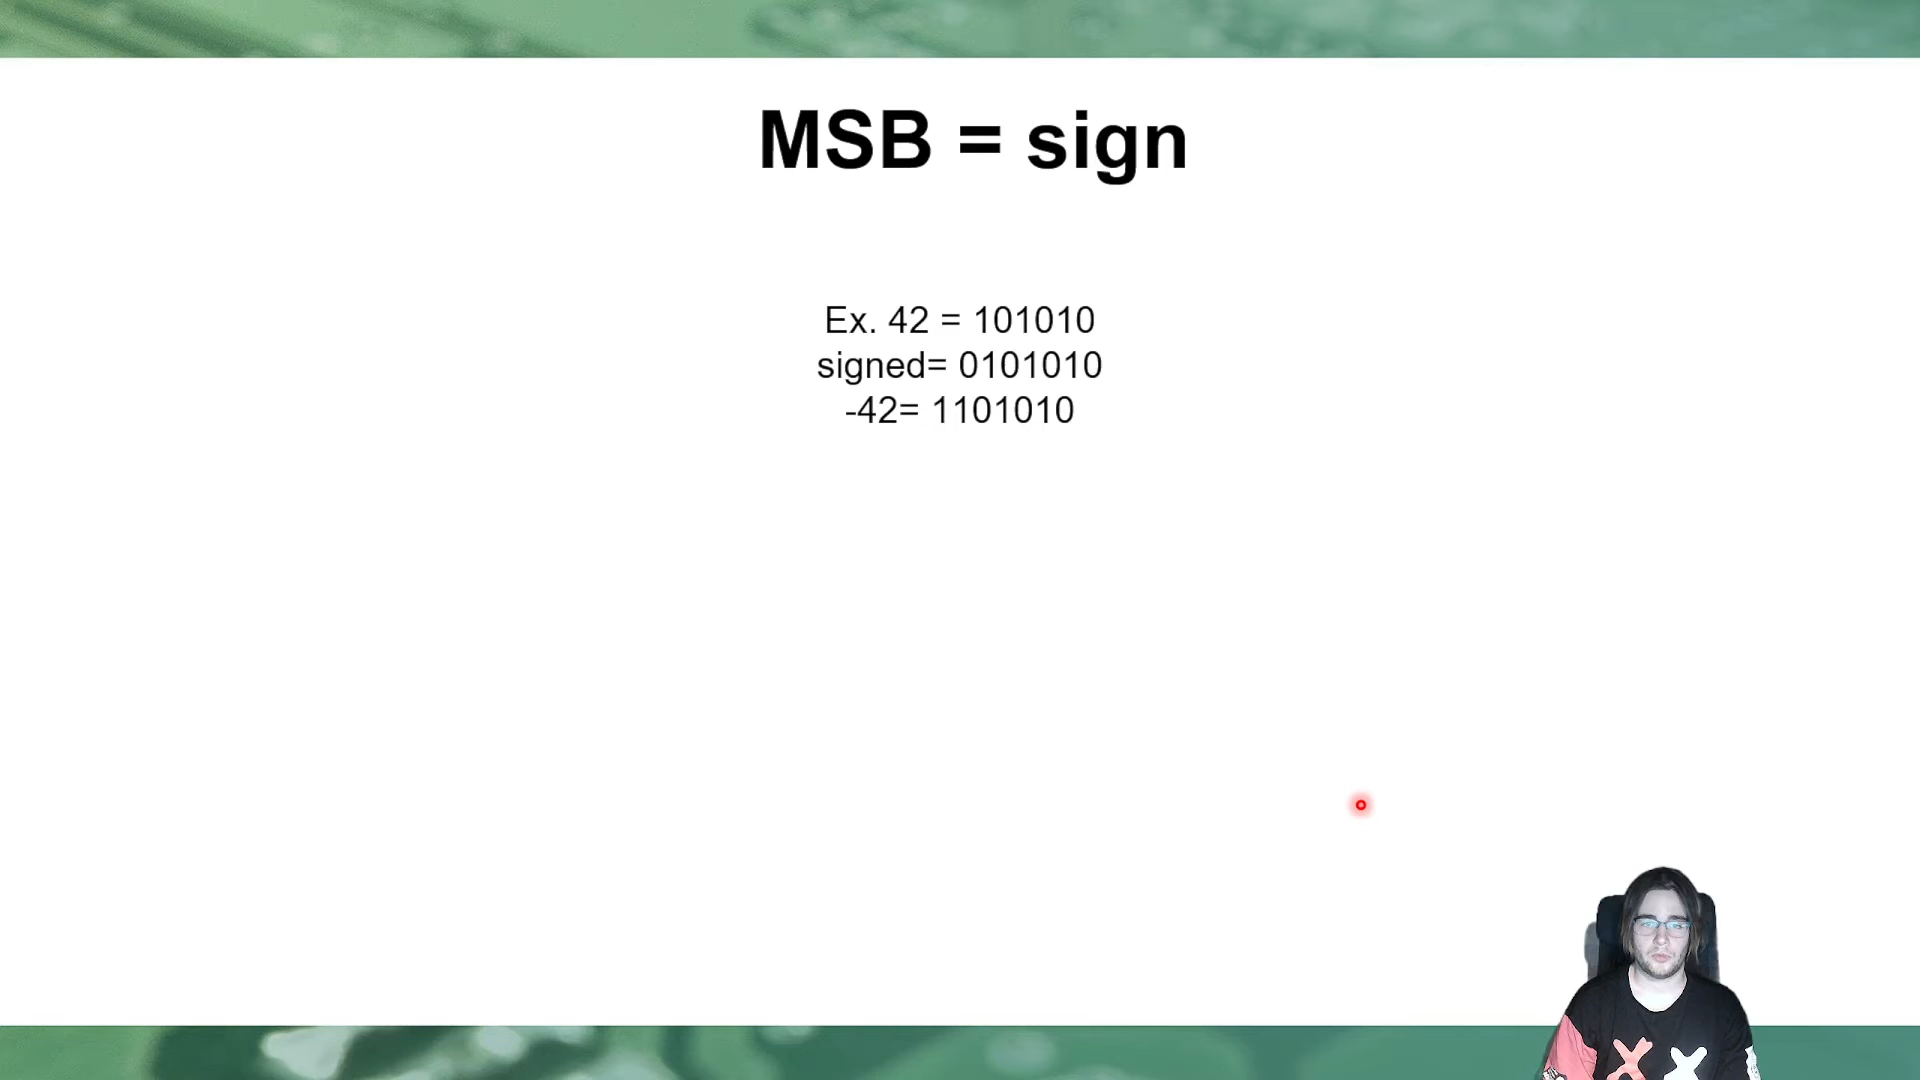 MSB = sign
Ex. 42 = 101010
signed= 0101010
-42= 1101010